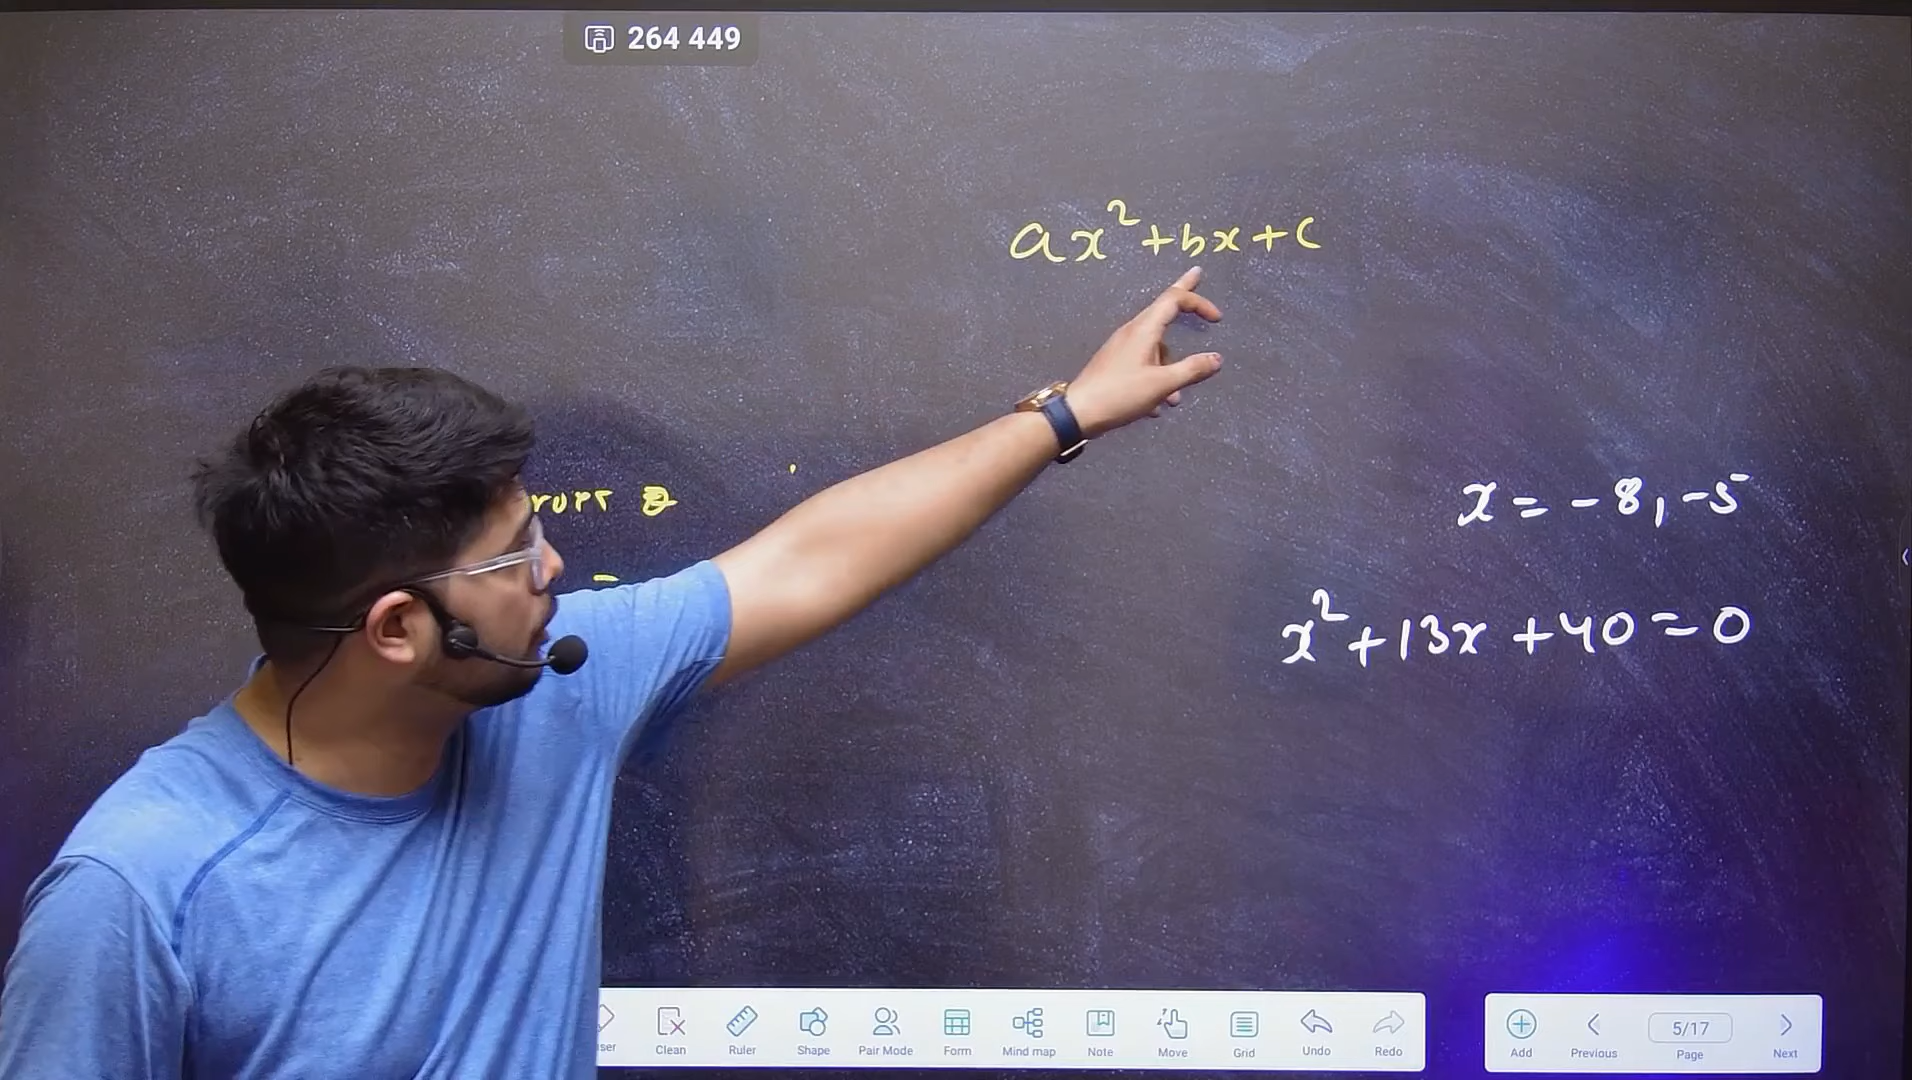 264 449
ax²+bx+c
x = -8, -5
x²+13x+40=0
Clean Ruler Shape Pair Mode Form Mind map Note Move Grid Undo Redo
Add Previous 5/17 Page Next